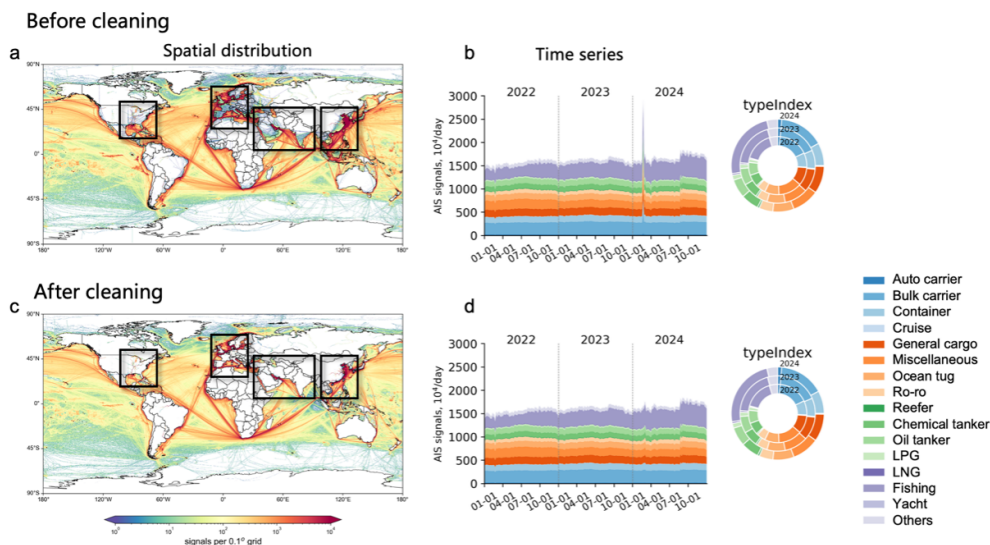 Before cleaning
a
Spatial distribution
90°N
45°N
0°
45°S
90°S
180° 120°W 60°W 0° 60°E 120°E 180°
b
Time series
2022 2023 2024
3000
2500
2000
1500
1000
500
0
AIS signals, 10⁴/day
01-01 04-01 07-01 10-01 01-01 04-01 07-01 10-01 01-01 04-01 07-01 10-01
typeIndex
2024
2023
2022
After cleaning
c
90°N
45°N
0°
45°S
90°S
180° 120°W 60°W 0° 60°E 120°E 180°
10⁰ 10¹ 10² 10³ 10⁴
signals per 0.1° grid
d
2022 2023 2024
3000
2500
2000
1500
1000
500
0
AIS signals, 10⁴/day
01-01 04-01 07-01 10-01 01-01 04-01 07-01 10-01 01-01 04-01 07-01 10-01
typeIndex
2024
2023
2022
Auto carrier
Bulk carrier
Container
Cruise
General cargo
Miscellaneous
Ocean tug
Ro-ro
Reefer
Chemical tanker
Oil tanker
LPG
LNG
Fishing
Yacht
Others